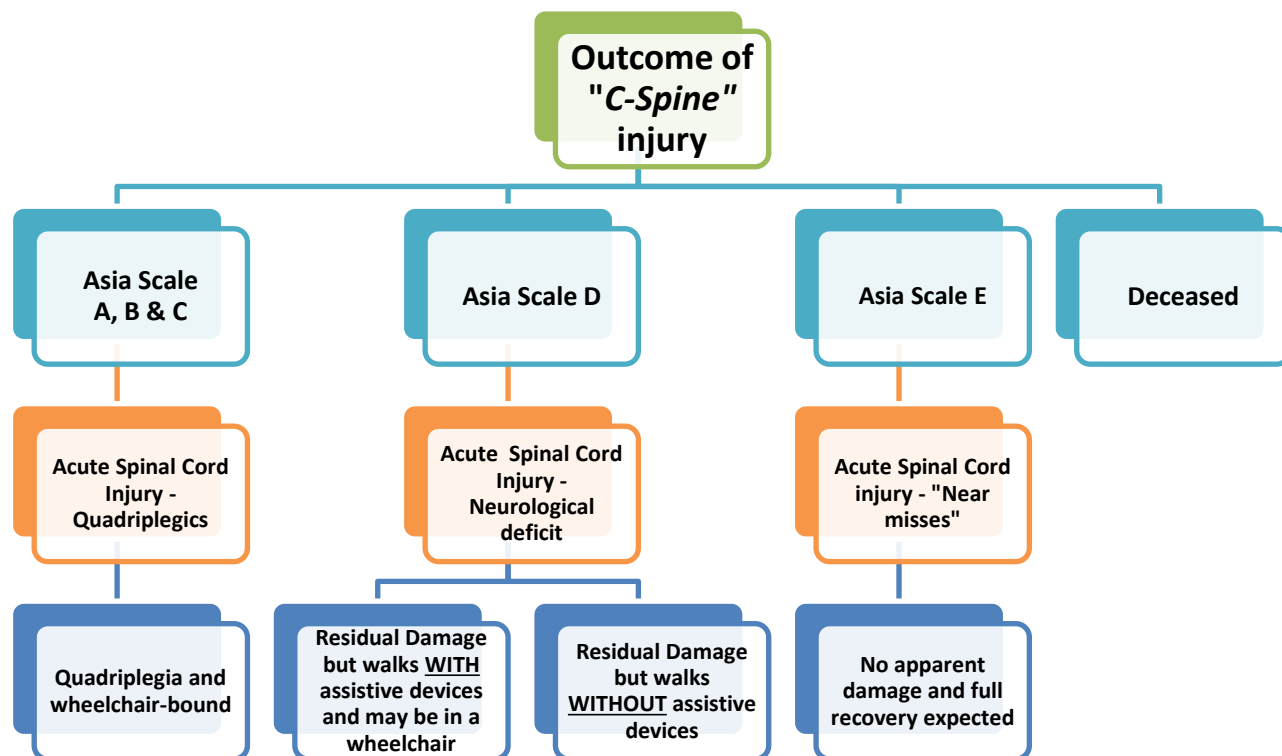 Outcome of
"C-Spine"
injury
Asia Scale
A, B & C
Asia Scale D
Asia Scale E
Deceased
Acute Spinal Cord
Injury -
Quadriplegics
Acute  Spinal Cord
Injury -
Neurological
deficit
Acute Spinal Cord
injury - "Near
misses"
Quadriplegia and
wheelchair-bound
Residual Damage
but walks WITH
assistive devices
and may be in a
wheelchair
Residual Damage
but walks
WITHOUT assistive
devices
No apparent
damage and full
recovery expected